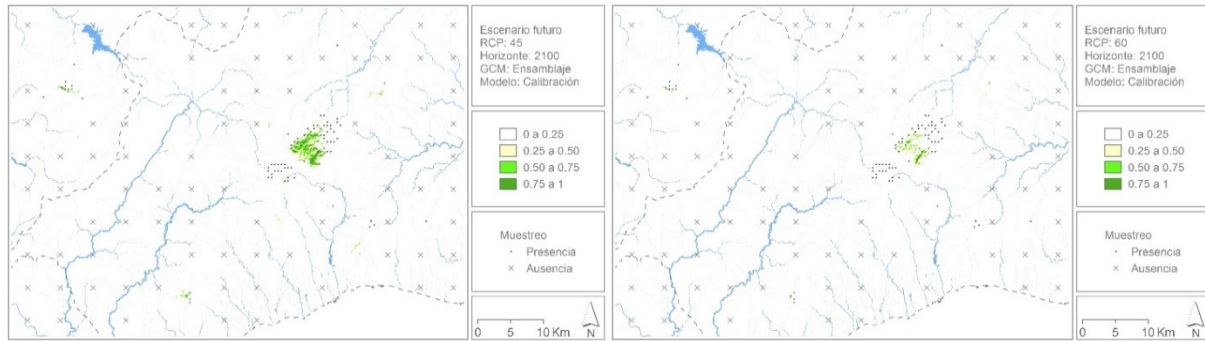 Escenario futuro
RCP: 45
Horizonte: 2100
GCM: Ensamblaje
Modelo: Calibración
0 a 0.25
0.25 a 0.50
0.50 a 0.75
0.75 a 1
Muestreo
Presencia
Ausencia
0 5 10 Km
N
Escenario futuro
RCP: 60
Horizonte: 2100
GCM: Ensamblaje
Modelo: Calibración
0 a 0.25
0.25 a 0.50
0.50 a 0.75
0.75 a 1
Muestreo
Presencia
Ausencia
0 5 10 Km
N